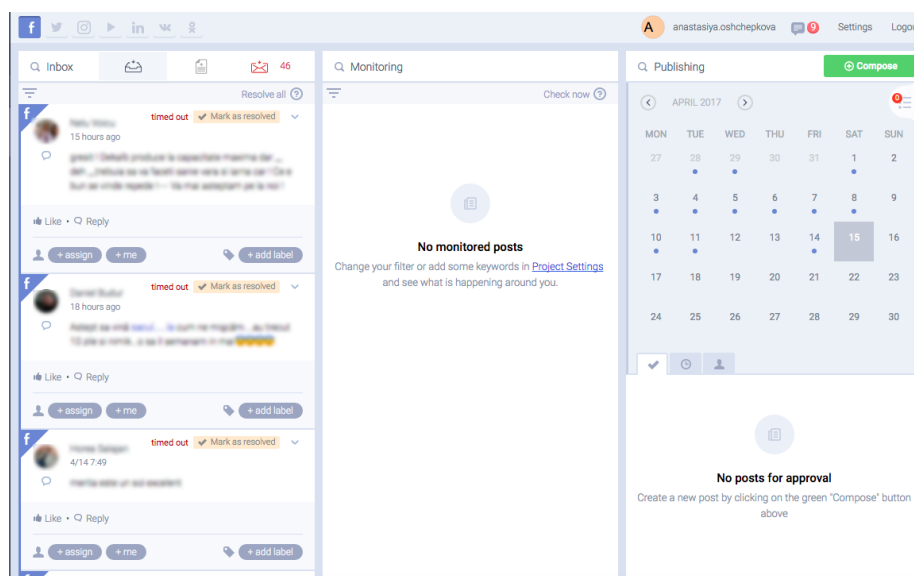 A anastasiya.oshchepkova 9 Settings Logou
Inbox 46
Resolve all ?
timed out Mark as resolved
15 hours ago
Like • Reply
+ assign + me + add label
timed out Mark as resolved
18 hours ago
Like • Reply
+ assign + me + add label
timed out Mark as resolved
4/14 7:49
Like • Reply
+ assign + me + add label
Monitoring
Check now ?
No monitored posts
Change your filter or add some keywords in Project Settings
and see what is happening around you.
Publishing Compose
APRIL 2017 0
MON TUE WED THU FRI SAT SUN
27 28 29 30 31 1 2
3 4 5 6 7 8 9
10 11 12 13 14 15 16
17 18 19 20 21 22 23
24 25 26 27 28 29 30
No posts for approval
Create a new post by clicking on the green "Compose" button
above